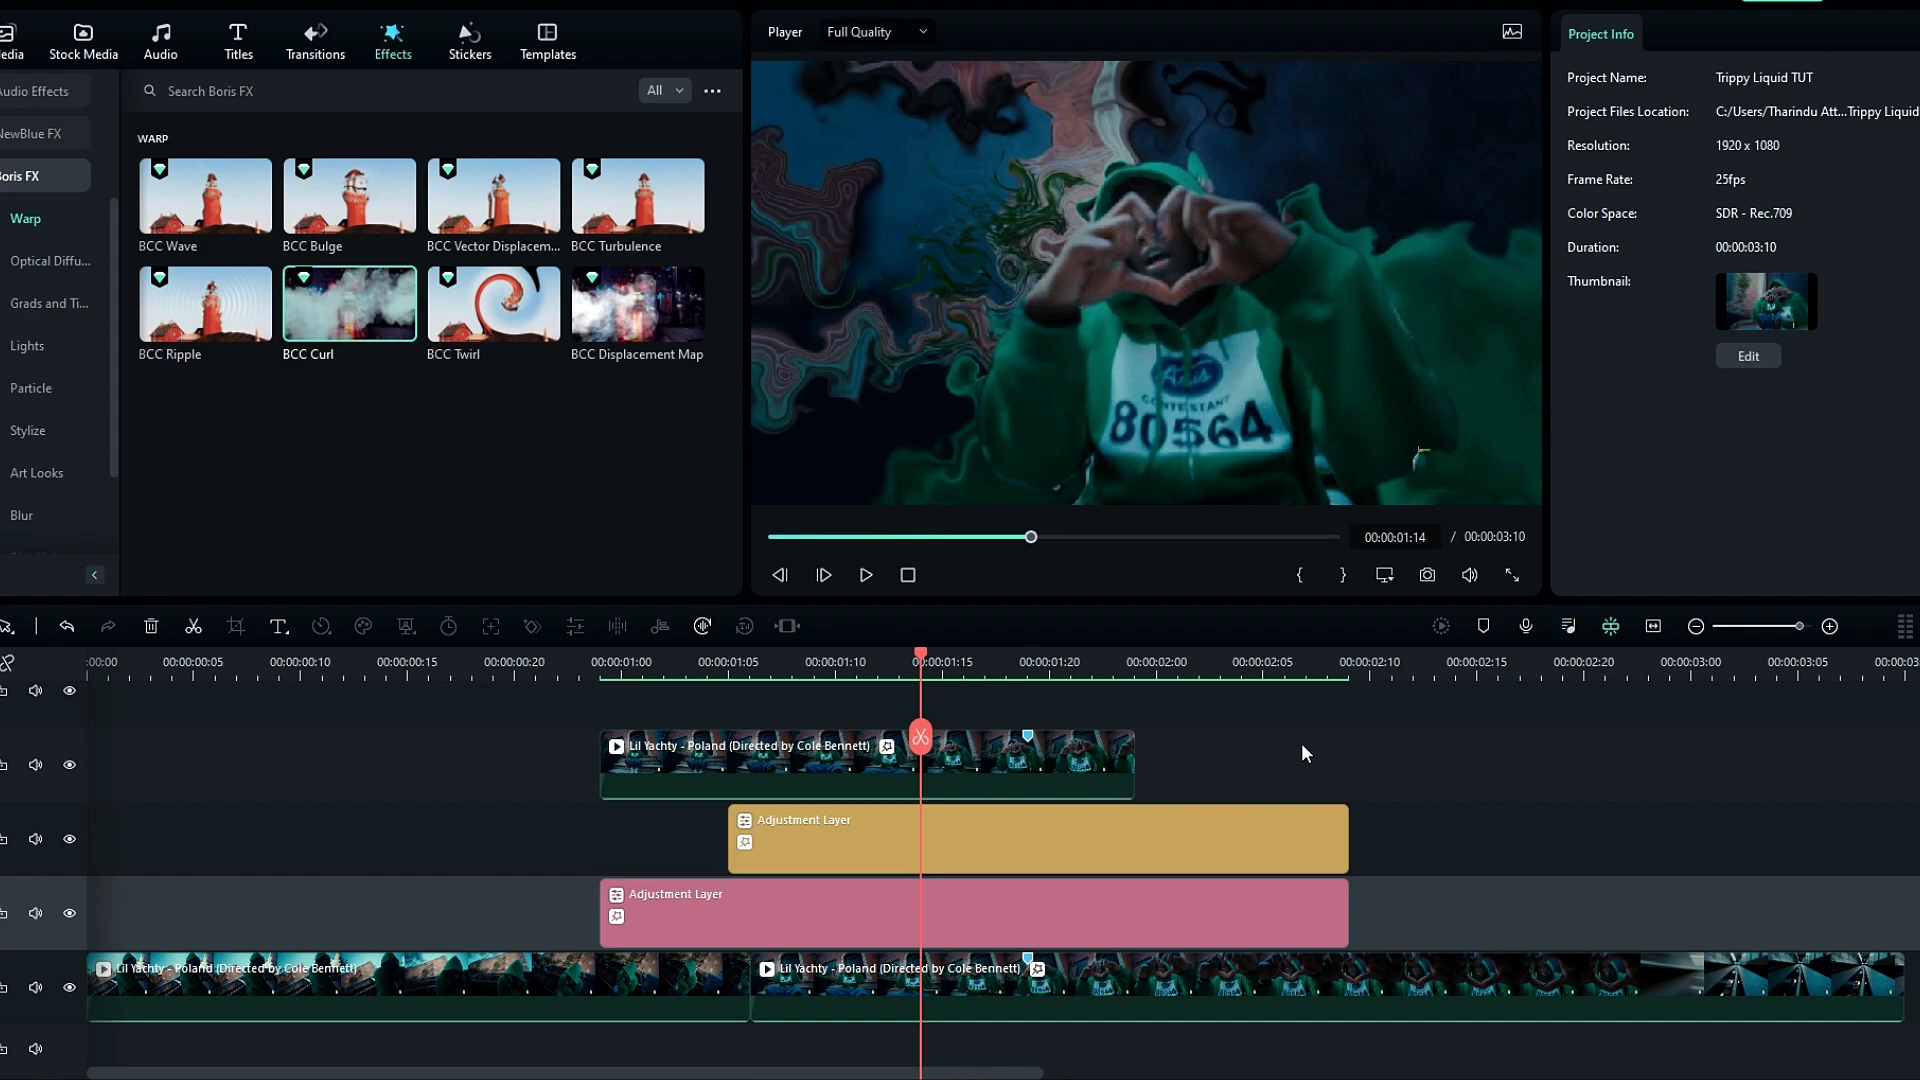 edia
Stock Media
Audio
Titles
Transitions
Effects
Stickers
Templates
Player
Full Quality
Project Info
Audio Effects
NewBlue FX
Boris FX
Warp
Optical Diffu...
Grads and Ti...
Lights
Particle
Stylize
Art Looks
Blur
Search Boris FX
All
WARP
BCC Wave
BCC Bulge
BCC Vector Displacem...
BCC Turbulence
BCC Ripple
BCC Curl
BCC Twirl
BCC Displacement Map
CONTESTANT
80564
Project Name:
Trippy Liquid TUT
Project Files Location:
C:/Users/Tharindu Att...Trippy Liquid
Resolution:
1920 x 1080
Frame Rate:
25fps
Color Space:
SDR - Rec.709
Duration:
00:00:03:10
Thumbnail:
Edit
00:00:01:14 / 00:00:03:10
:00:00
00:00:00:05
00:00:00:10
00:00:00:15
00:00:00:20
00:00:01:00
00:00:01:05
00:00:01:10
00:00:01:15
00:00:01:20
00:00:02:00
00:00:02:05
00:00:02:10
00:00:02:15
00:00:02:20
00:00:03:00
00:00:03:05
00:00:03
Lil Yachty - Poland (Directed by Cole Bennett)
Adjustment Layer
Adjustment Layer
Lil Yachty - Poland (Directed by Cole Bennett)
Lil Yachty - Poland (Directed by Cole Bennett)